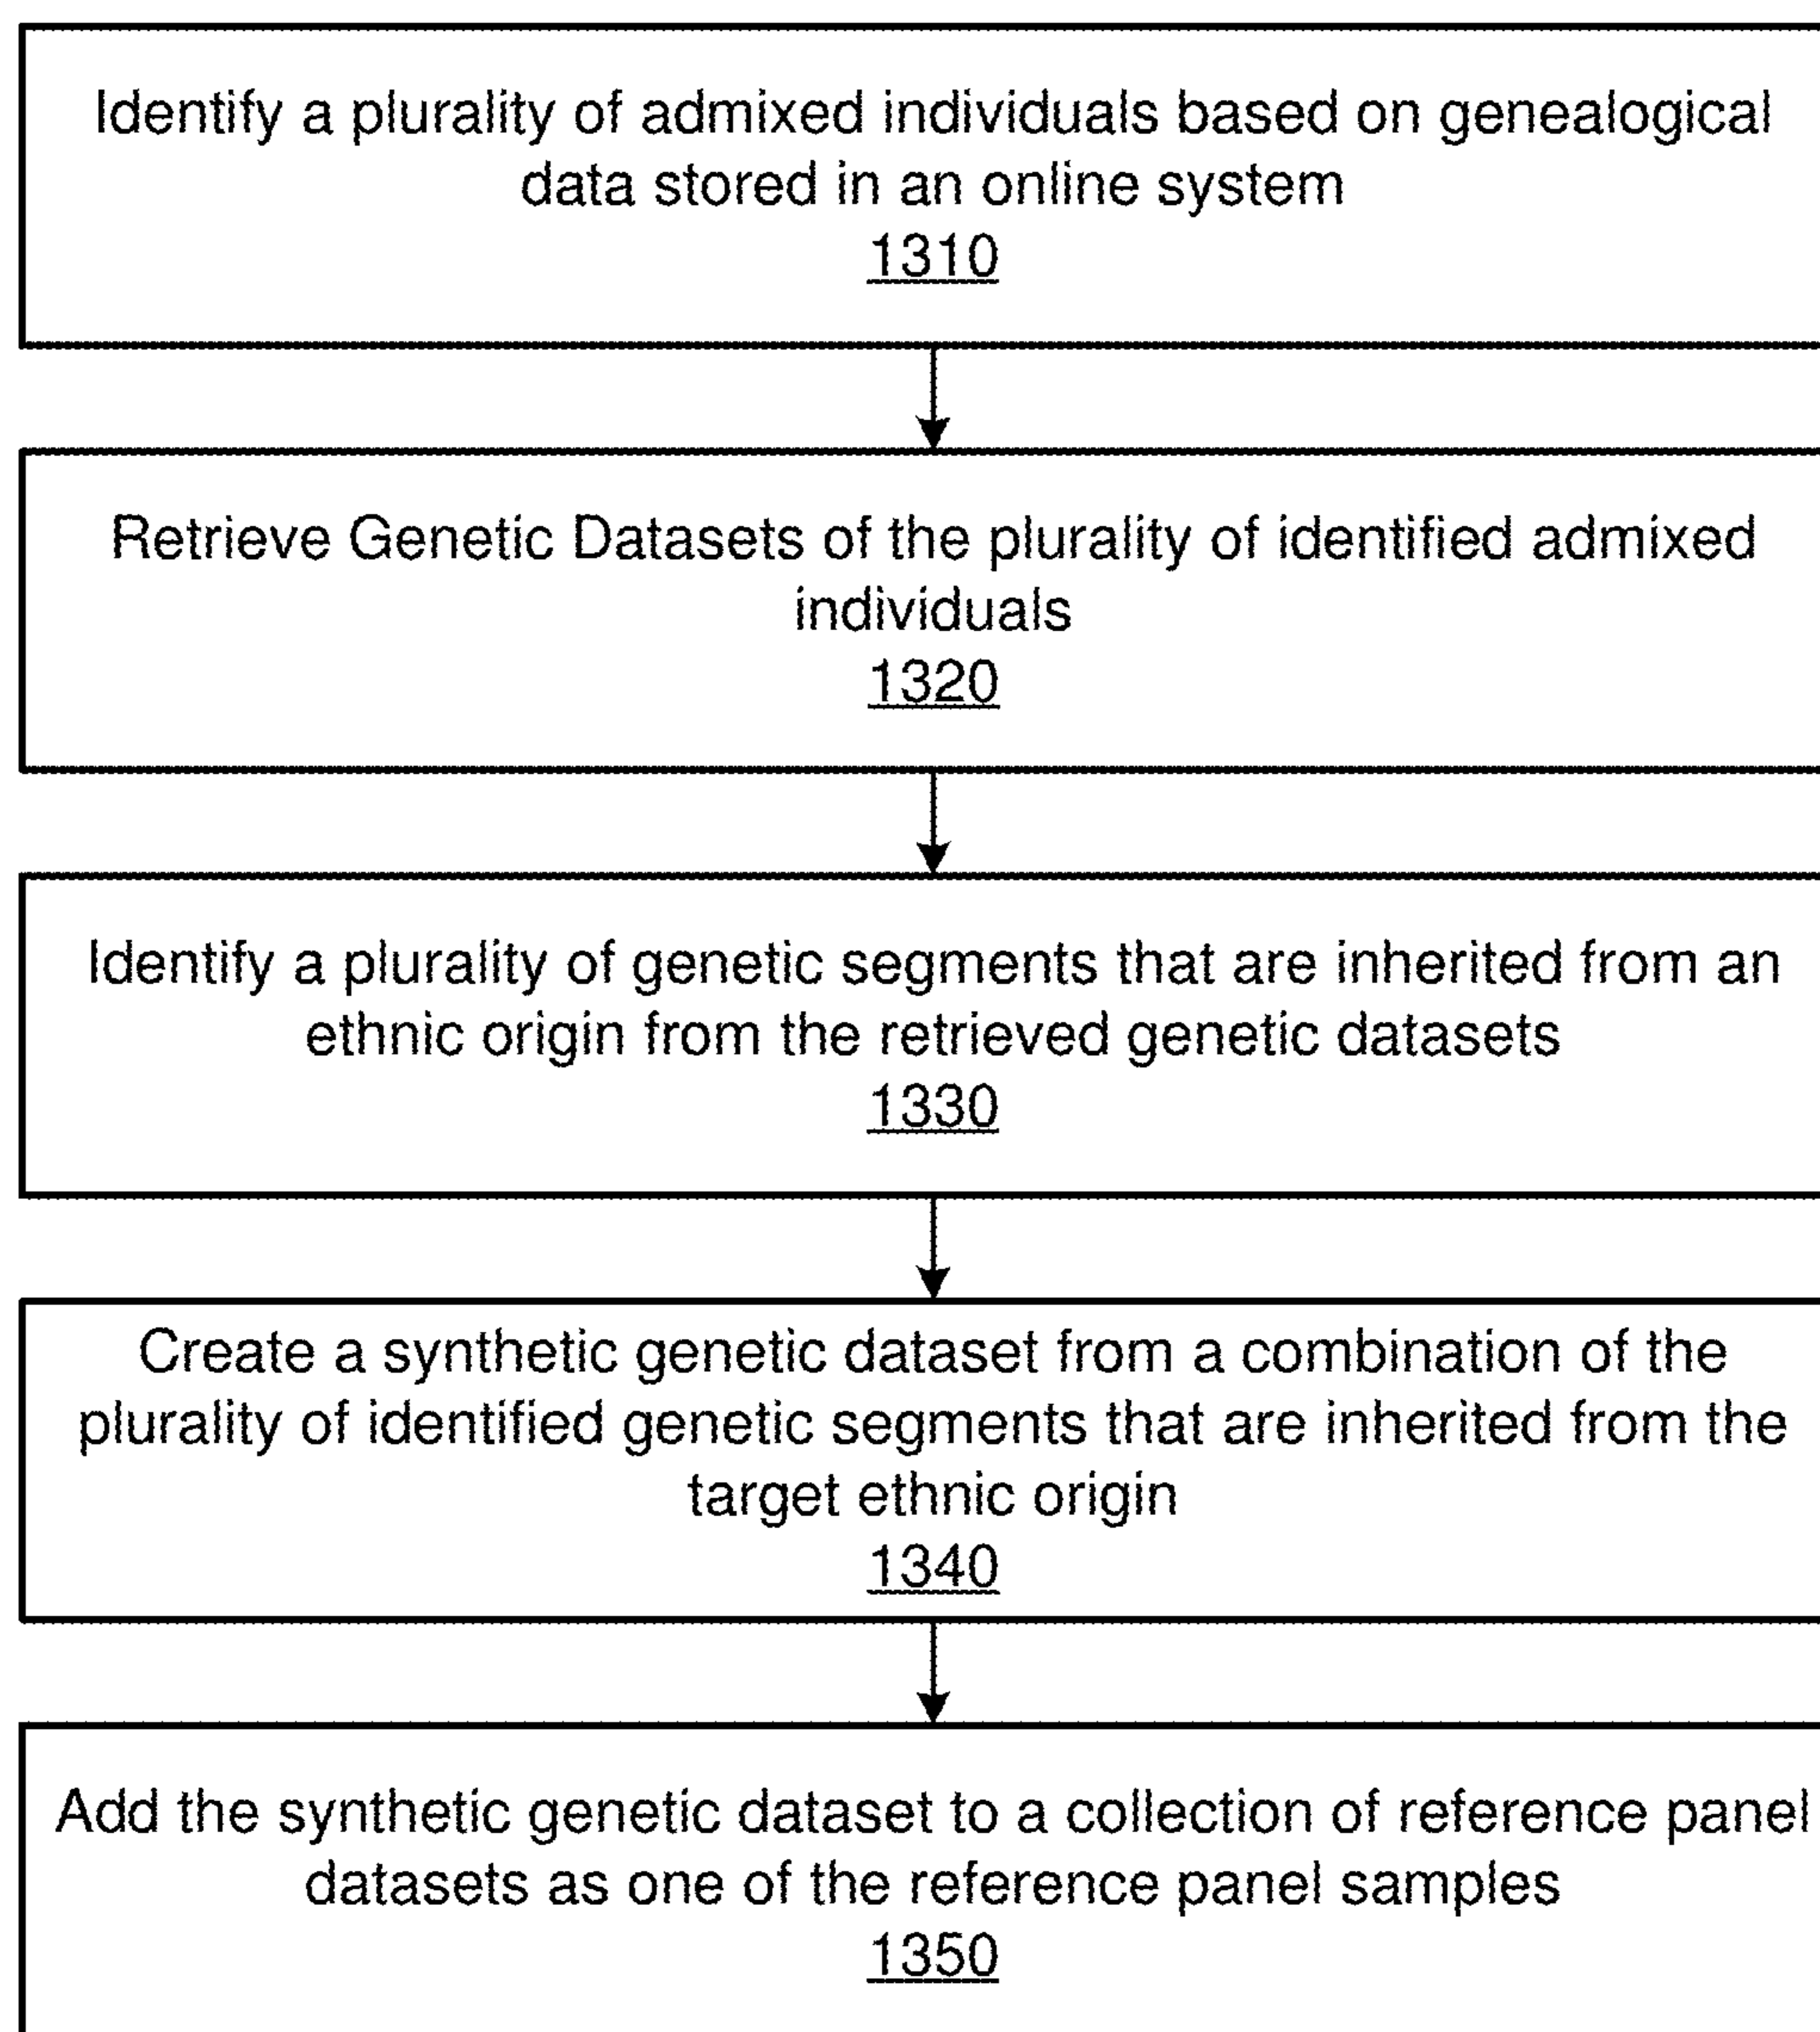 Identify a plurality of admixed individuals based on genealogical
data stored in an online system
1310
Retrieve Genetic Datasets of the plurality of identified admixed
individuals
1320
Identify a plurality of genetic segments that are inherited from an
ethnic origin from the retrieved genetic datasets
1330
Create a synthetic genetic dataset from a combination of the
plurality of identified genetic segments that are inherited from the
target ethnic origin
1340
Add the synthetic genetic dataset to a collection of reference panel
datasets as one of the reference panel samples
1350